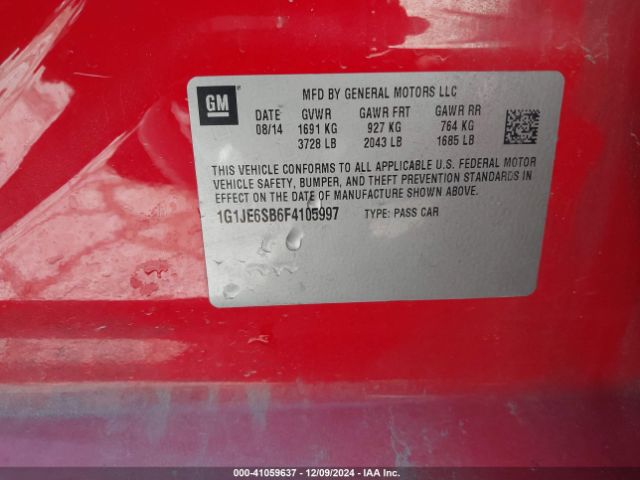 GM
MFD BY GENERAL MOTORS LLC
DATE GVWR GAWR FRT GAWR RR
08/14 1691 KG 927 KG 764 KG
3728 LB 2043 LB 1685 LB
THIS VEHICLE CONFORMS TO ALL APPLICABLE U.S. FEDERAL MOTOR
VEHICLE SAFETY, BUMPER, AND THEFT PREVENTION STANDARDS IN
EFFECT ON THE DATE OF MANUFACTURE SHOWN ABOVE.
1G1JE6SB6F4105997 TYPE: PASS CAR
000-41059637 - 12/09/2024 - IAA Inc.